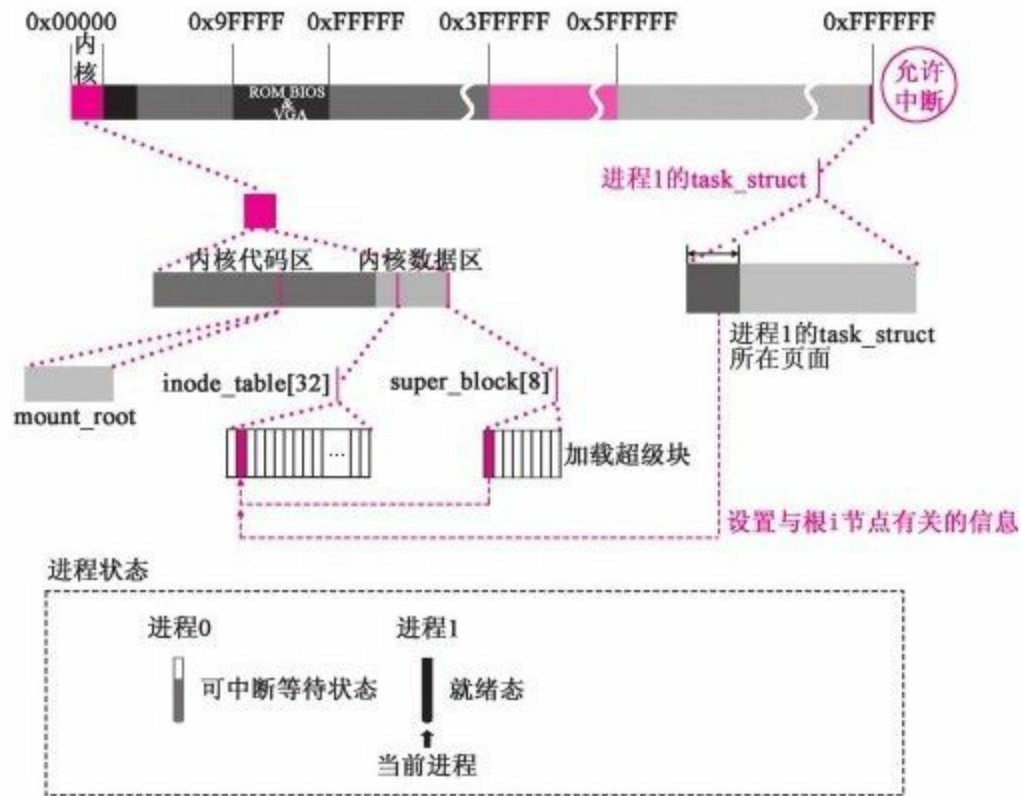 0x00000 0x9FFFF 0xFFFFF 0x3FFFFF 0x5FFFFF 0xFFFFFF
内
核
ROM BIOS
&
VGA
允许
中断
进程1的task_struct
内核代码区 内核数据区
进程1的task_struct
所在页面
inode_table[32] super_block[8]
mount_root
...
加载超级块
设置与根i节点有关的信息
进程状态
进程0 进程1
可中断等待状态 就绪态
当前进程